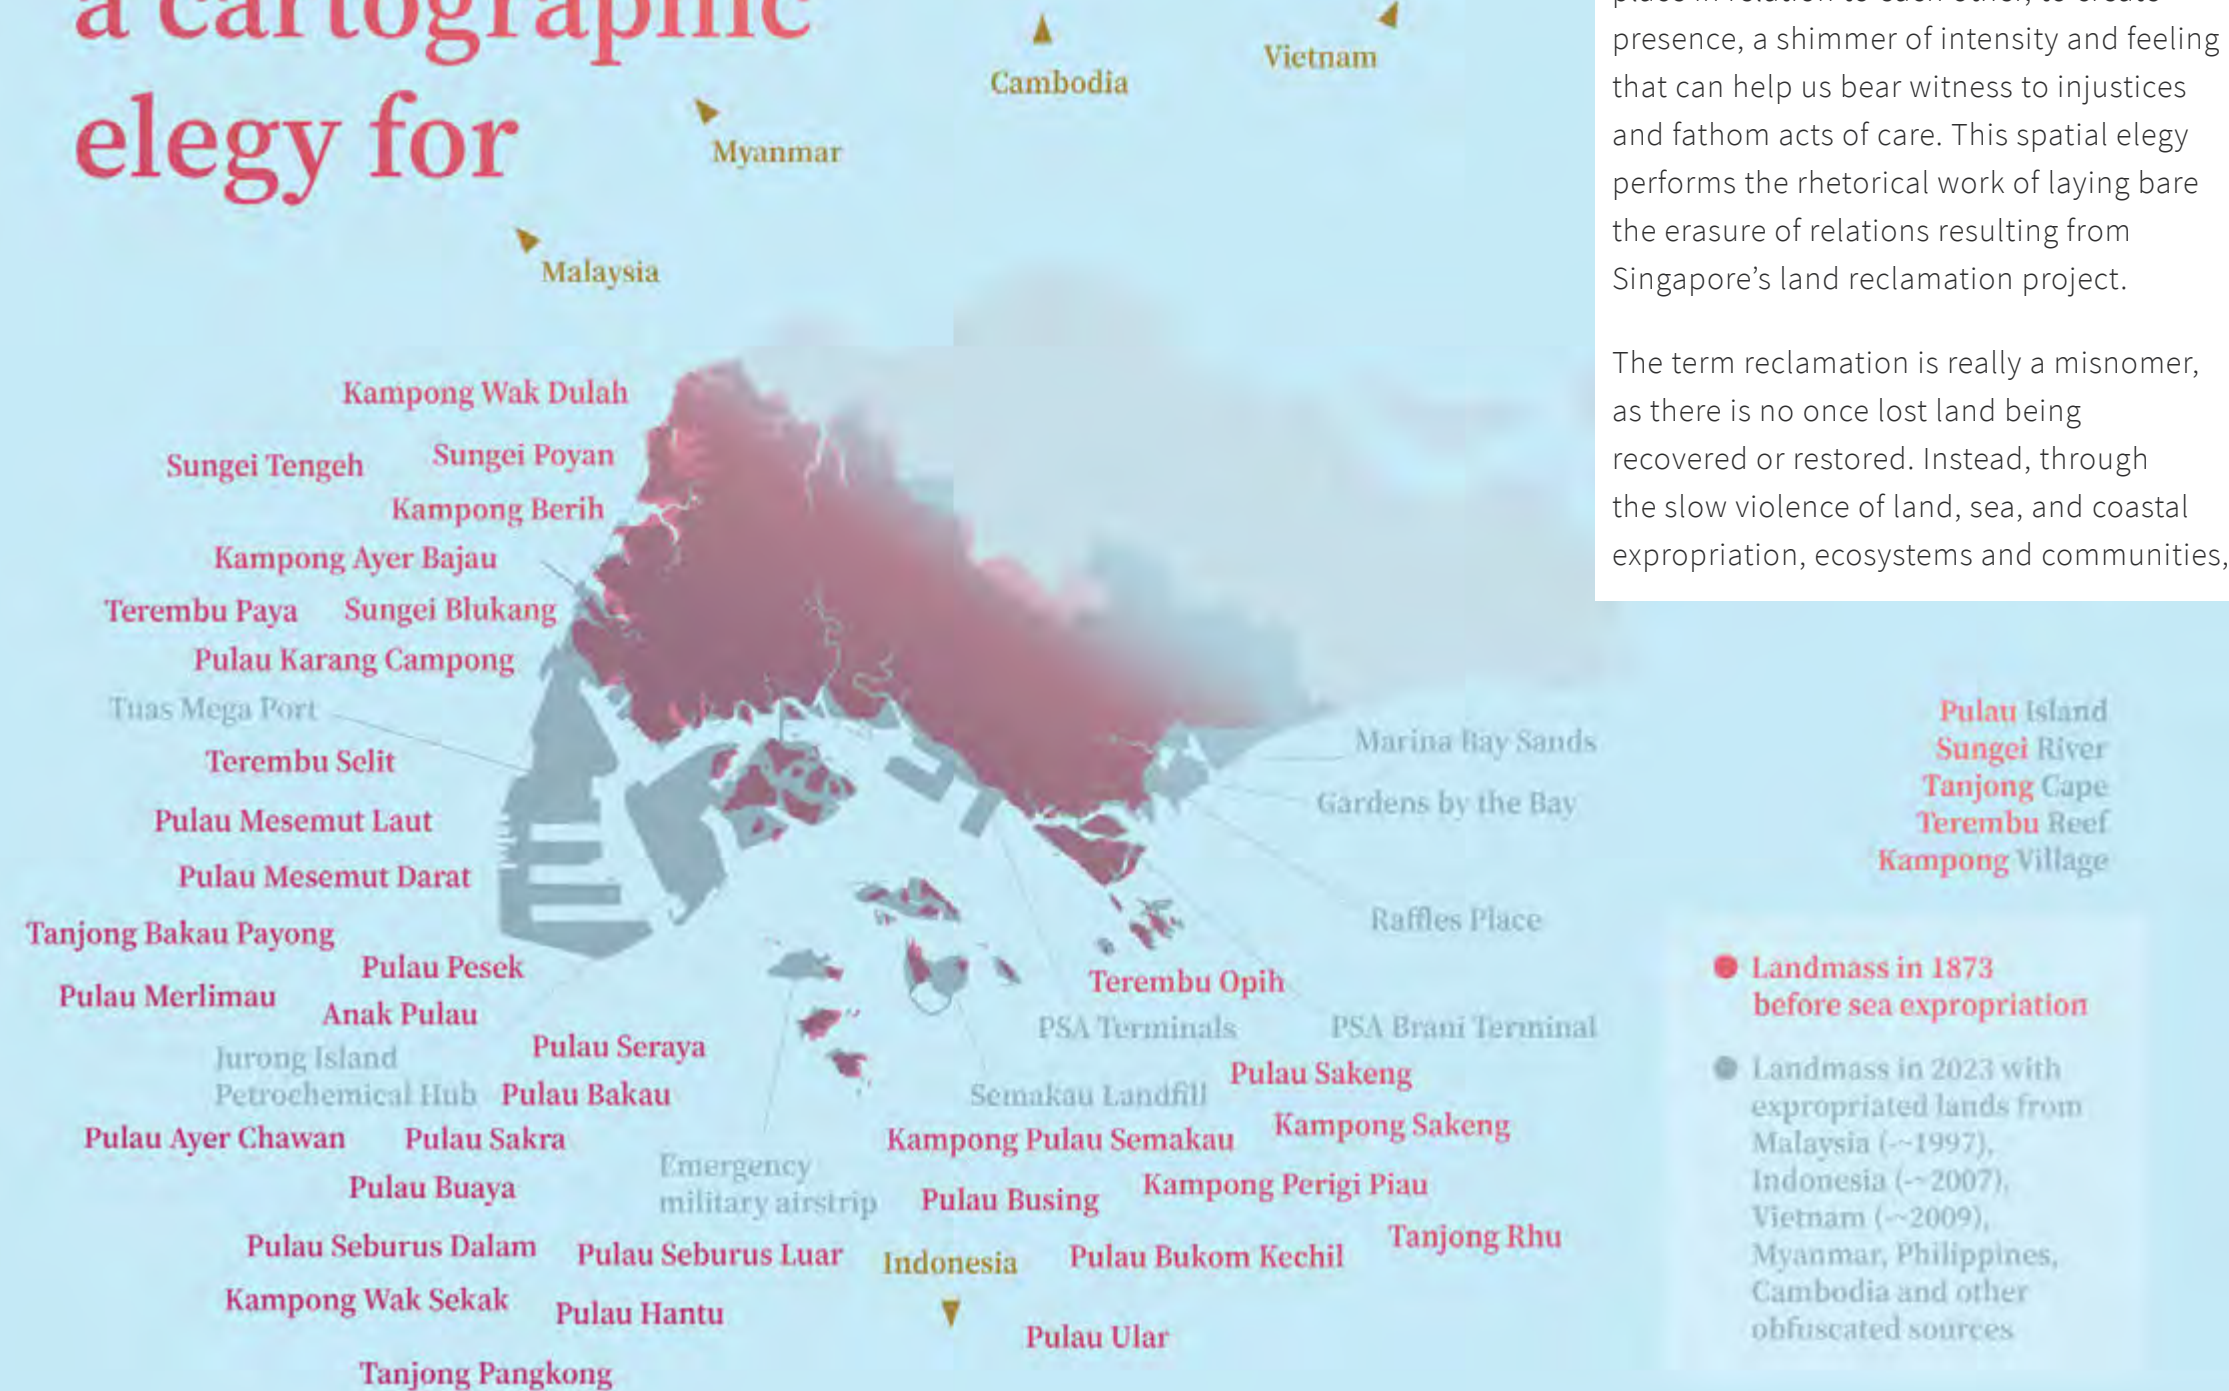 a cartographic
elegy for
Cambodia
Vietnam
Myanmar
Malaysia
presence, a shimmer of intensity and feeling
that can help us bear witness to injustices
and fathom acts of care. This spatial elegy
performs the rhetorical work of laying bare
the erasure of relations resulting from
Singapore’s land reclamation project.
The term reclamation is really a misnomer,
as there is no once lost land being
recovered or restored. Instead, through
the slow violence of land, sea, and coastal
expropriation, ecosystems and communities,
Kampong Wak Dulah
Sungei Tengeh
Sungei Poyan
Kampong Berih
Kampong Ayer Bajau
Terembu Paya
Sungei Blukang
Pulau Karang Campong
Tuas Mega Port
Terembu Selit
Pulau Mesemut Laut
Pulau Mesemut Darat
Tanjong Bakau Payong
Pulau Pesek
Pulau Merlimau
Anak Pulau
Jurong Island
Petrochemical Hub
Pulau Seraya
Pulau Bakau
Pulau Ayer Chawan
Pulau Sakra
Pulau Buaya
Emergency
military airstrip
Pulau Seburus Dalam
Pulau Seburus Luar
Kampong Wak Sekak
Pulau Hantu
Tanjong Pangkong
Marina Bay Sands
Gardens by the Bay
Raffles Place
Terembu Opih
PSA Terminals
PSA Brani Terminal
Semakau Landfill
Pulau Sakeng
Kampong Pulau Semakau
Kampong Sakeng
Pulau Busing
Kampong Perigi Piau
Indonesia
Pulau Bukom Kechil
Tanjong Rhu
Pulau Ular
Pulau Island
Sungei River
Tanjong Cape
Terembu Reef
Kampong Village
Landmass in 1873
before sea expropriation
Landmass in 2023 with
expropriated lands from
Malaysia (-~1997),
Indonesia (-~2007),
Vietnam (-~2009),
Myanmar, Philippines,
Cambodia and other
obfuscated sources